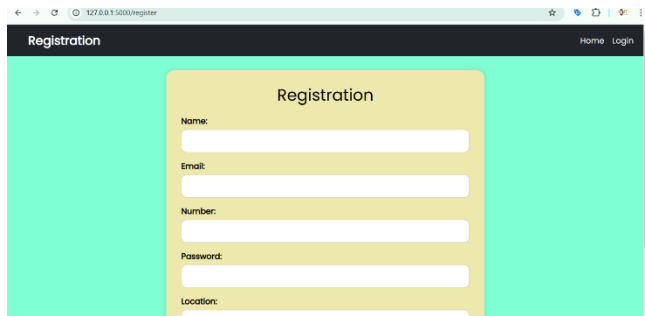 127.0.0.1:5000/register
Registration Home Login
Registration
Name:
Email:
Number:
Password:
Location: